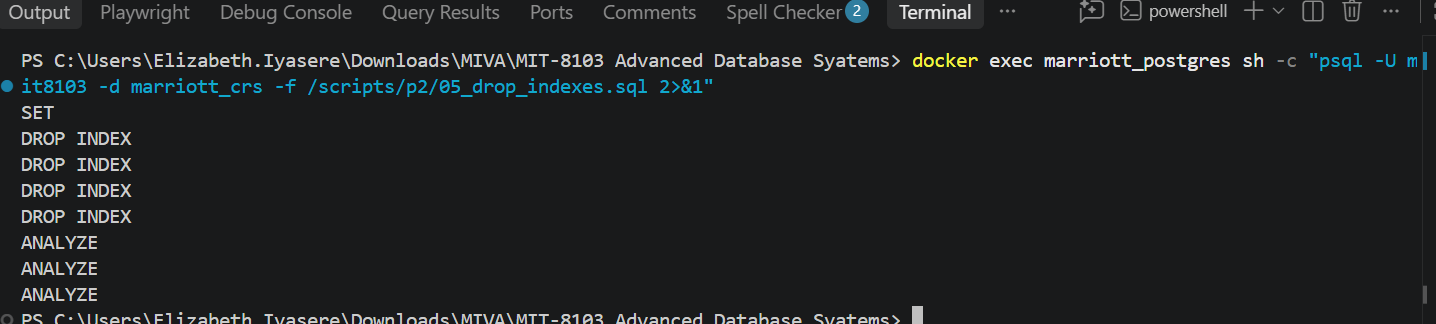 Output Playwright Debug Console Query Results Ports Comments Spell Checker 2 Terminal ··· powershell ···
PS C:\Users\Elizabeth.Iyasere\Downloads\MIVA\MIT-8103 Advanced Database Syatems> docker exec marriott_postgres sh -c "psql -U m
it8103 -d marriott_crs -f /scripts/p2/05_drop_indexes.sql 2>&1"
SET
DROP INDEX
DROP INDEX
DROP INDEX
DROP INDEX
ANALYZE
ANALYZE
ANALYZE
PS C:\Users\Elizabeth.Iyasere\Downloads\MIVA\MIT-8103 Advanced Database Syatems>